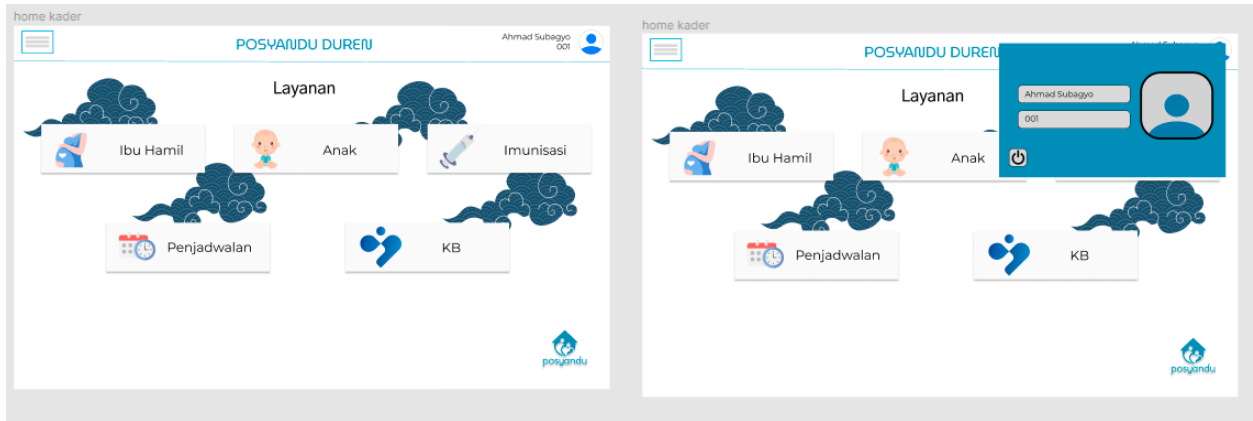 home kader
POSYANDU DUREN
Ahmad Subagyo
001
Layanan
Ibu Hamil
Anak
Imunisasi
Penjadwalan
KB
posyandu
home kader
POSYANDU DUREN
Ahmad Subagyo
001
Layanan
Ibu Hamil
Anak
Penjadwalan
KB
posyandu